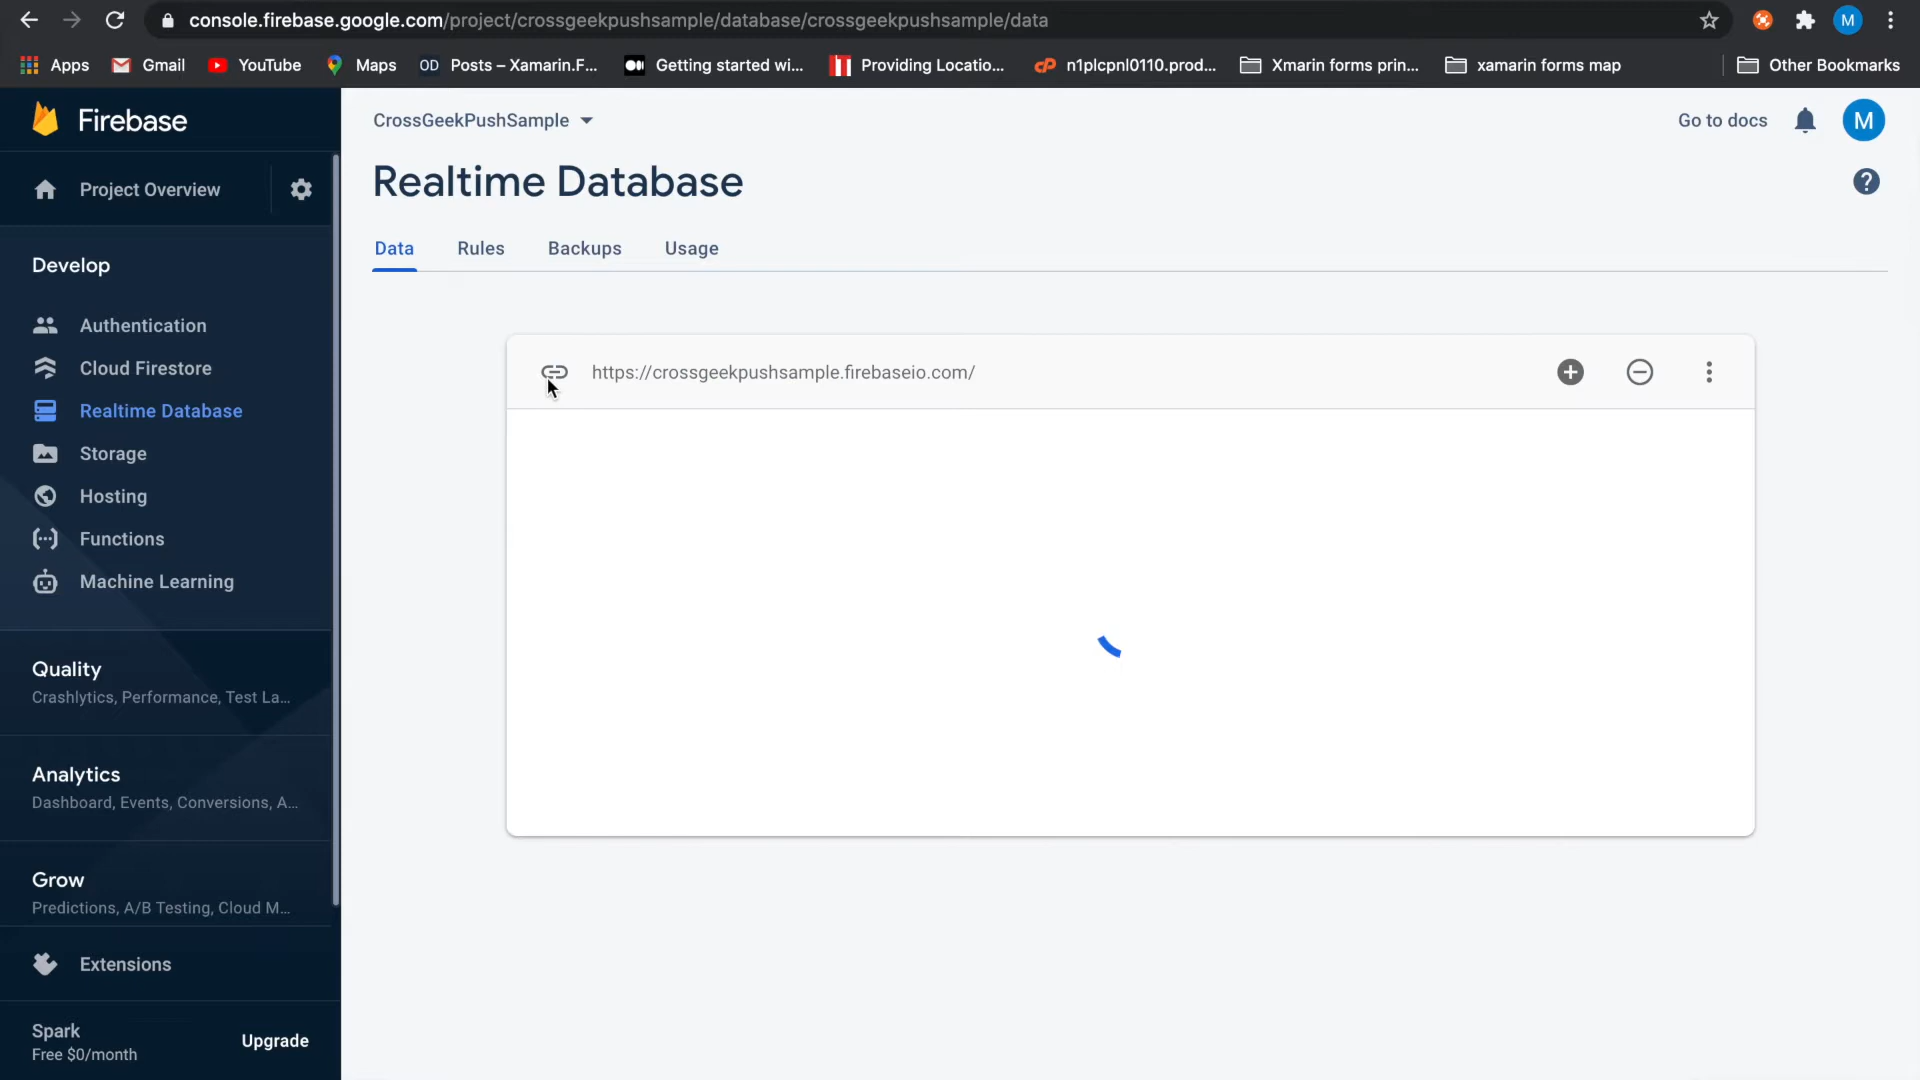 console.firebase.google.com/project/crossgeekpushsample/database/crossgeekpushsample/data
M
Apps
Gmail
YouTube
Maps
OD Posts – Xamarin.F...
Getting started wi...
Providing Locatio...
cP n1plcpnl0110.prod...
Xmarin forms prin...
xamarin forms map
Other Bookmarks
Firebase
Project Overview
Develop
Authentication
Cloud Firestore
Realtime Database
Storage
Hosting
Functions
Machine Learning
Quality
Crashlytics, Performance, Test La...
Analytics
Dashboard, Events, Conversions, A...
Grow
Predictions, A/B Testing, Cloud M...
Extensions
Spark
Free $0/month
Upgrade
CrossGeekPushSample
Go to docs
M
Realtime Database
?
Data
Rules
Backups
Usage
https://crossgeekpushsample.firebaseio.com/